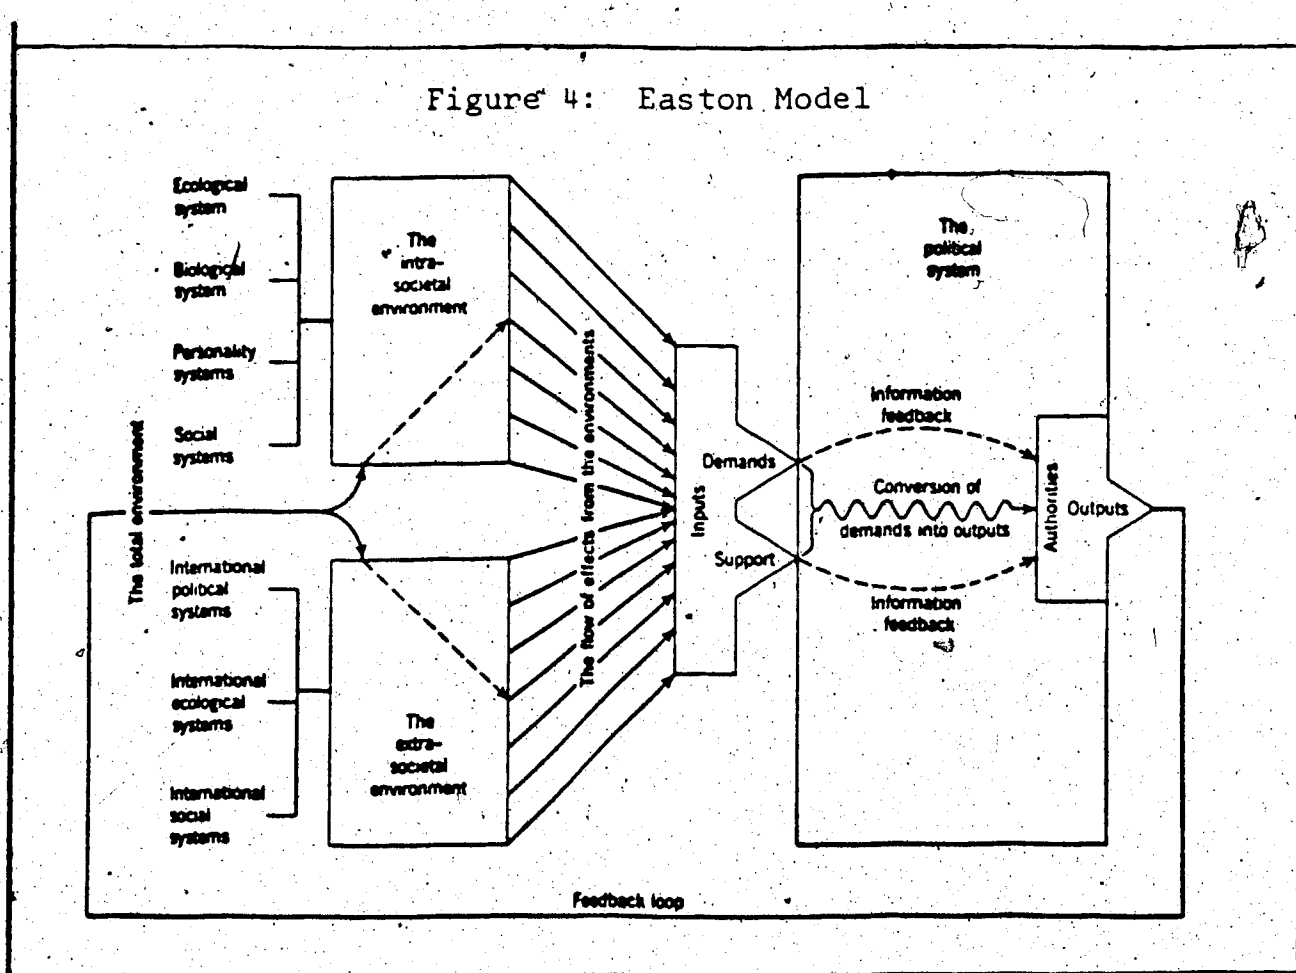 Figure 4: Easton Model
Ecological
system
Biological
system
Personality
systems
Social
systems
The total environment
International
political
systems
International
ecological
systems
International
social
systems
The
intra-
societal
environment
The
extra-
societal
environment
The flow of effects from the environments
Inputs
Demands
Support
The
political
system
Information
feedback
Conversion of
demands into outputs
Information
feedback
Authorities
Outputs
Feedback loop